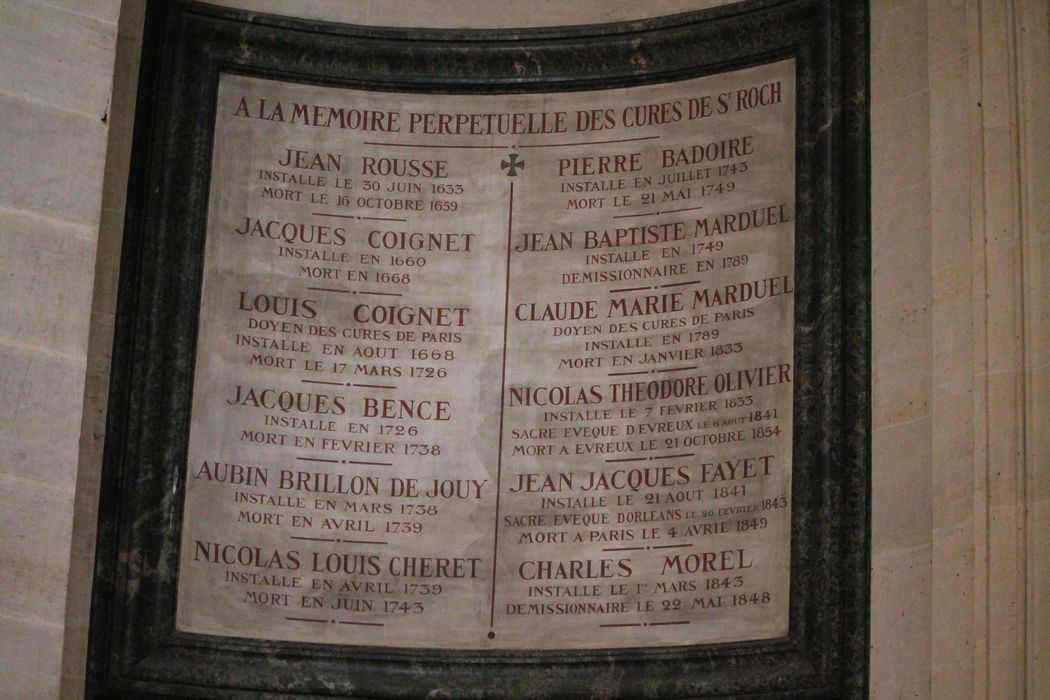 A LA MEMOIRE PERPETUELLE DES CURES DE Sᵗ ROCH
JEAN ROUSSE
INSTALLE LE 30 JUIN 1633
MORT LE 16 OCTOBRE 1659
JACQUES COIGNET
INSTALLE EN 1660
MORT EN 1668
LOUIS COIGNET
DOYEN DES CURES DE PARIS
INSTALLE EN AOUT 1668
MORT LE 17 MARS 1726
JACQUES BENCE
INSTALLE EN 1726
MORT EN FEVRIER 1738
AUBIN BRILLON DE JOUY
INSTALLE EN MARS 1738
MORT EN AVRIL 1739
NICOLAS LOUIS CHERET
INSTALLE EN AVRIL 1739
MORT EN JUIN 1743
PIERRE BADOIRE
INSTALLE EN JUILLET 1743
MORT LE 21 MAI 1749
JEAN BAPTISTE MARDUEL
INSTALLE EN 1749
DEMISSIONNAIRE EN 1789
CLAUDE MARIE MARDUEL
DOYEN DES CURES DE PARIS
INSTALLE EN 1789
MORT EN JANVIER 1833
NICOLAS THEODORE OLIVIER
INSTALLE LE 7 FEVRIER 1833
SACRE EVEQUE D EVREUX LE 6 AOUT 1841
MORT A EVREUX LE 21 OCTOBRE 1854
JEAN JACQUES FAYET
INSTALLE LE 21 AOUT 1841
SACRE EVEQUE DORLEANS LE 26 FEVRIER 1843
MORT A PARIS LE 4 AVRIL 1849
CHARLES MOREL
INSTALLE LE 1ᵉʳ MARS 1843
DEMISSIONNAIRE LE 22 MAI 1848